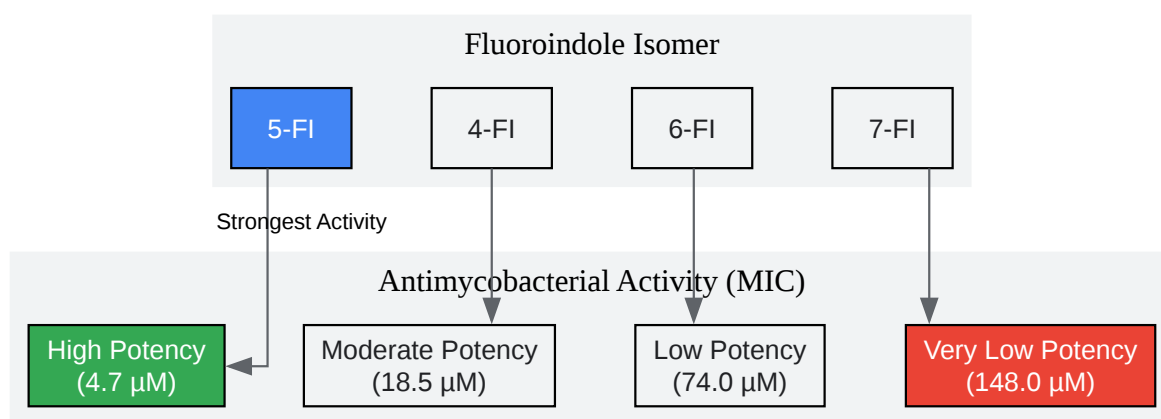 Fluoroindole Isomer
5-FI
4-FI
6-FI
7-FI
Strongest Activity
Antimycobacterial Activity (MIC)
High Potency
(4.7 µM)
Moderate Potency
(18.5 µM)
Low Potency
(74.0 µM)
Very Low Potency
(148.0 µM)